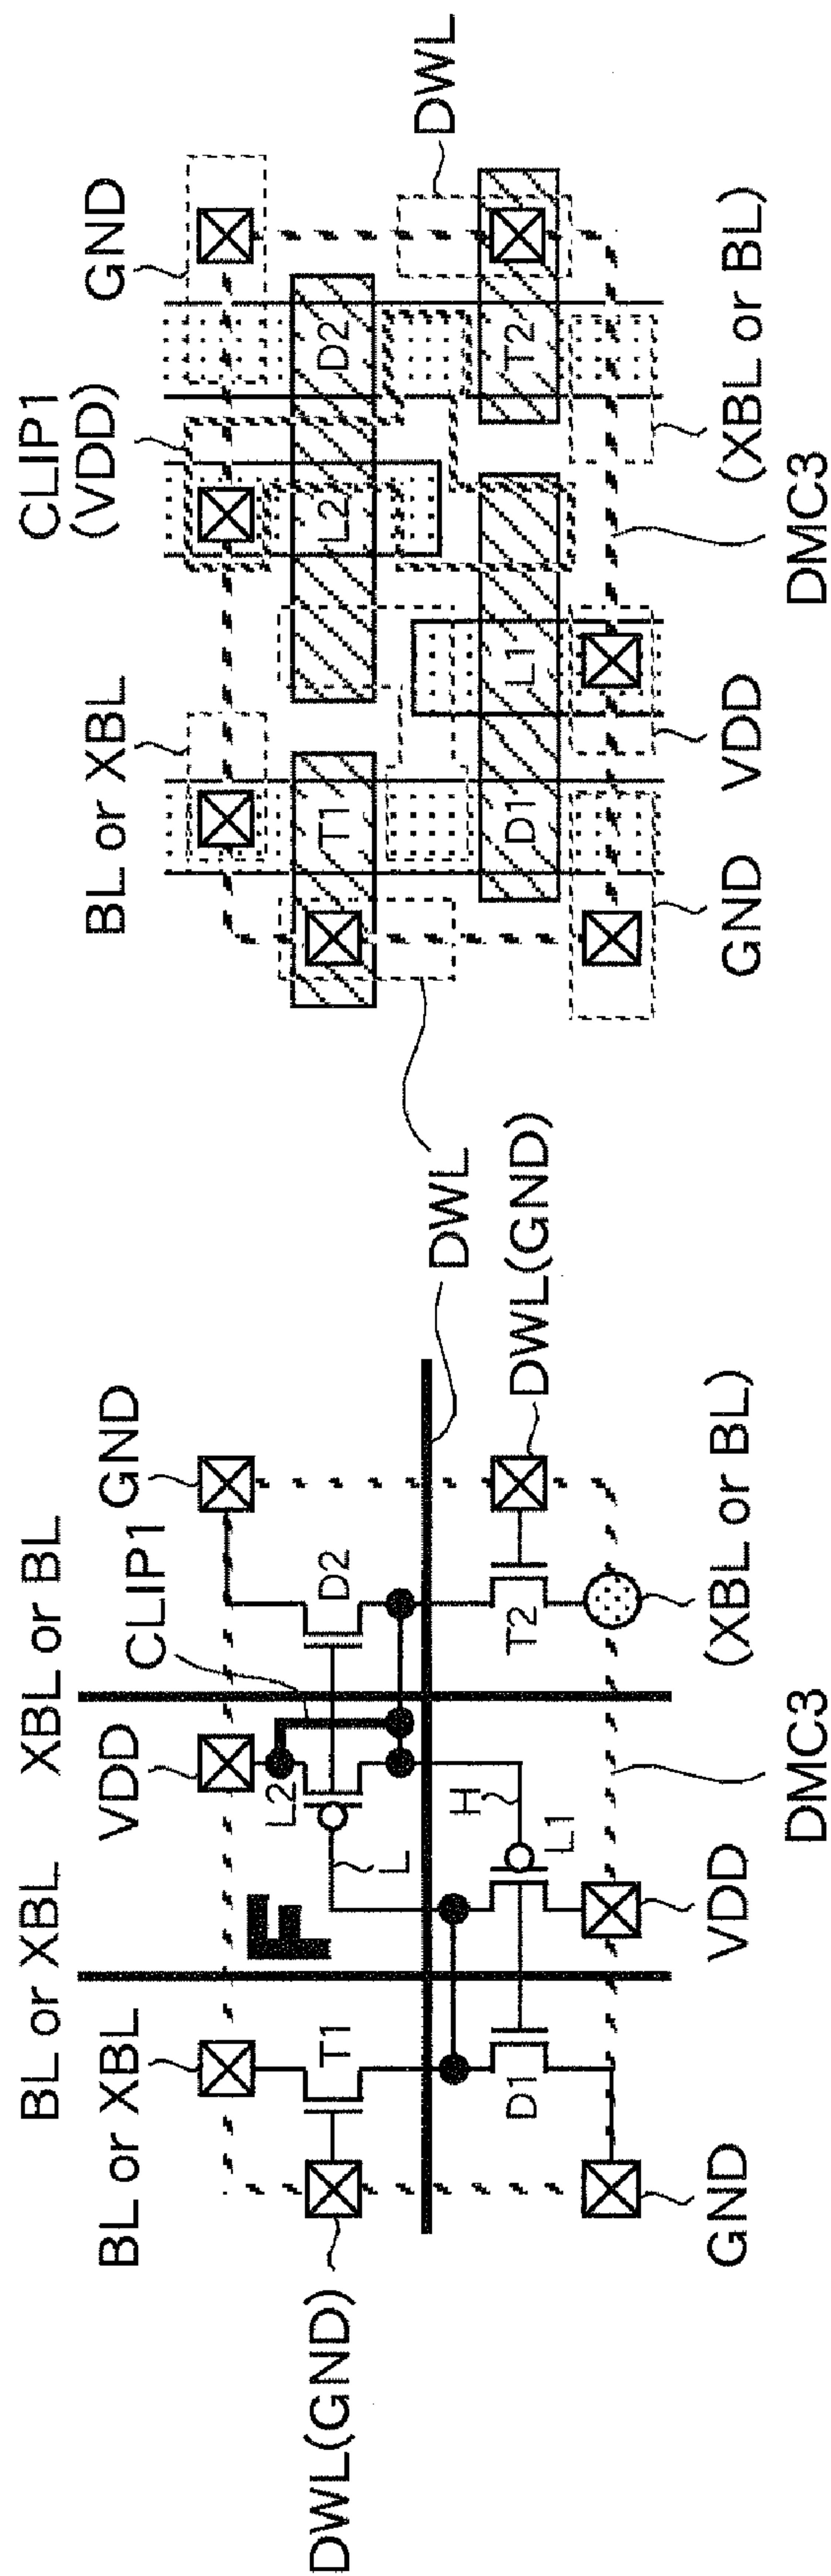 BL or XBL
XBL or BL
BL or XBL
VDD
CLIP1
GND
F
L2
D2
T1
DWL(GND)
L
H
DWL
DWL(GND)
D1
L1
T2
GND
VDD
DMC3
(XBL or BL)
CLIP1
(VDD)
BL or XBL
GND
T1
L2
D2
DWL
DWL
D1
L1
T2
GND
VDD
DMC3
(XBL or BL)